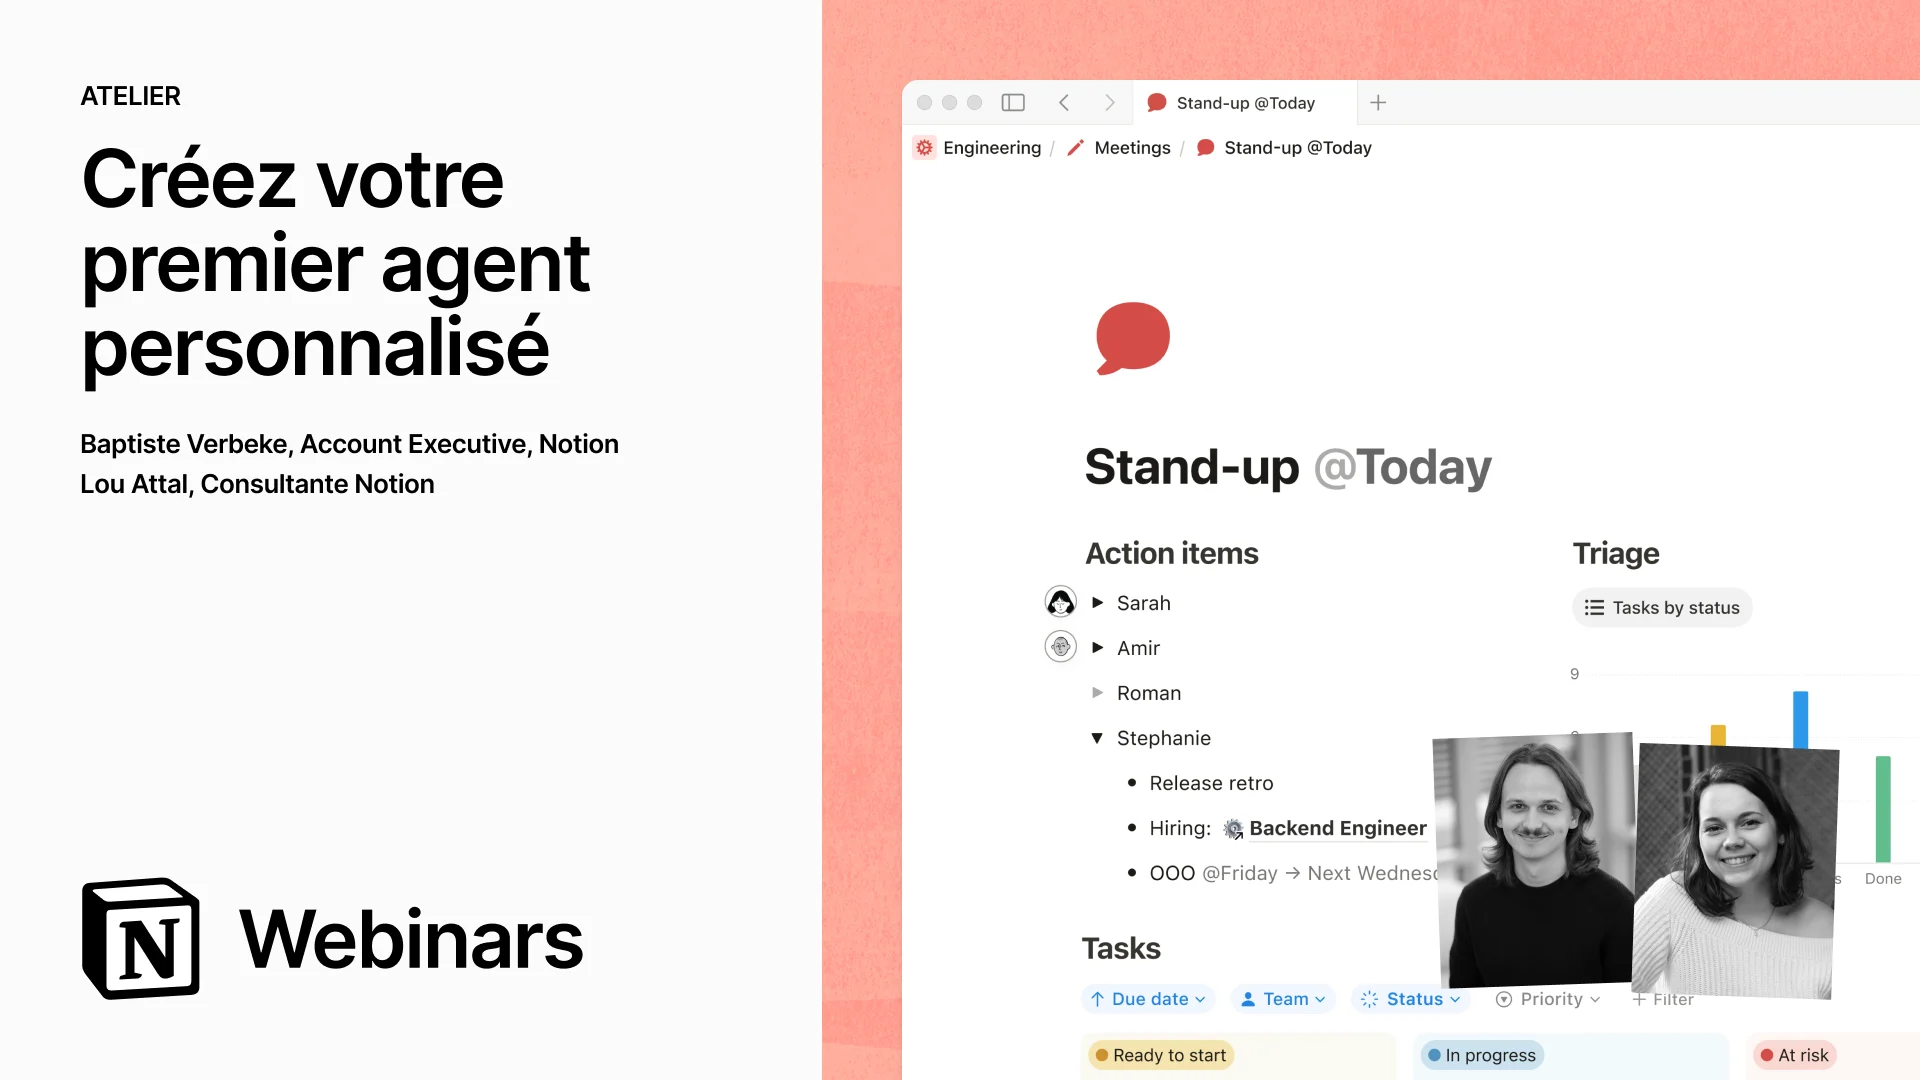 ATELIER
Créez votre
premier agent
personnalisé
Baptiste Verbeke, Account Executive, Notion
Lou Attal, Consultante Notion
N
Webinars
Stand-up @Today
Engineering / Meetings / Stand-up @Today
Stand-up @Today
Action items
Sarah
Amir
Roman
Stephanie
Release retro
Hiring: Backend Engineer
OOO @Friday → Next
Triage
Tasks by status
9
s
Done
Tasks
Due date
Team
Status
Priority
Filter
Ready to start
In progress
At risk